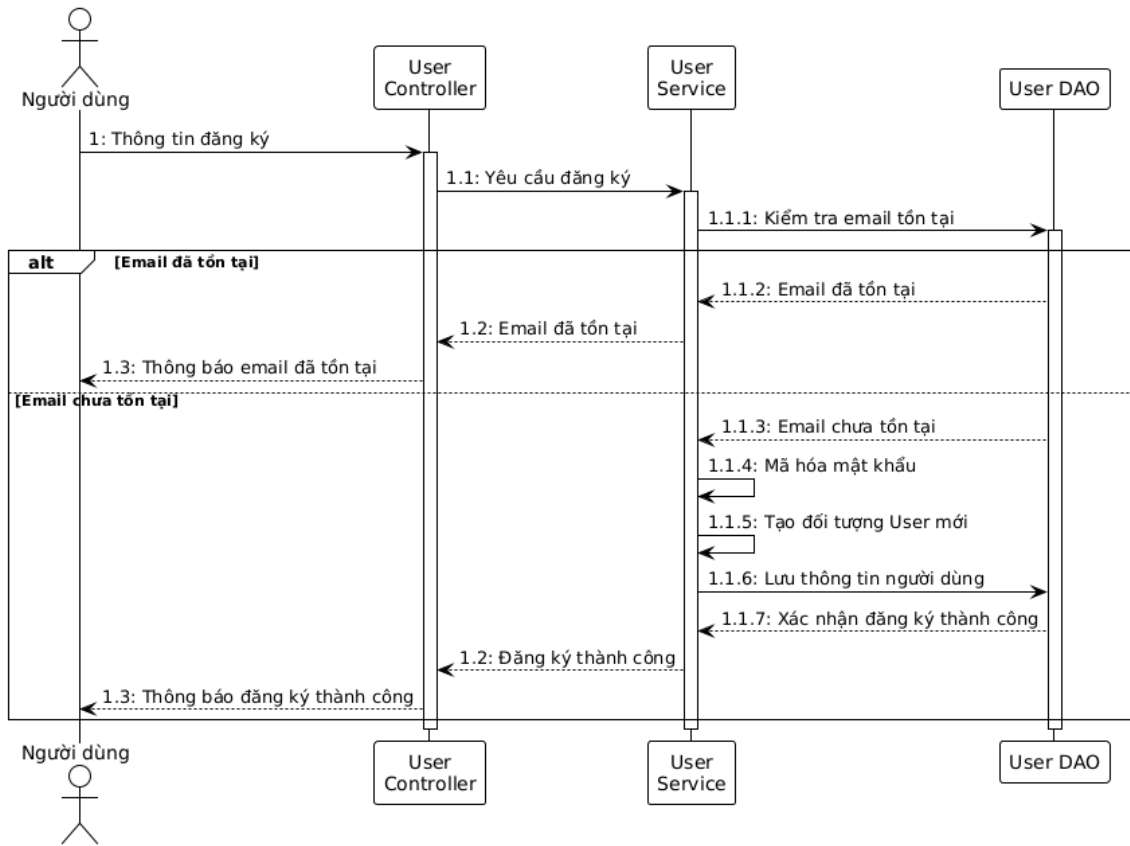 Người dùng
User
Controller
User
Service
User DAO
1: Thông tin đăng ký
1.1: Yêu cầu đăng ký
1.1.1: Kiểm tra email tồn tại
alt
[Email đã tồn tại]
1.1.2: Email đã tồn tại
1.2: Email đã tồn tại
1.3: Thông báo email đã tồn tại
[Email chưa tồn tại]
1.1.3: Email chưa tồn tại
1.1.4: Mã hóa mật khẩu
1.1.5: Tạo đối tượng User mới
1.1.6: Lưu thông tin người dùng
1.1.7: Xác nhận đăng ký thành công
1.2: Đăng ký thành công
1.3: Thông báo đăng ký thành công
Người dùng
User
Controller
User
Service
User DAO